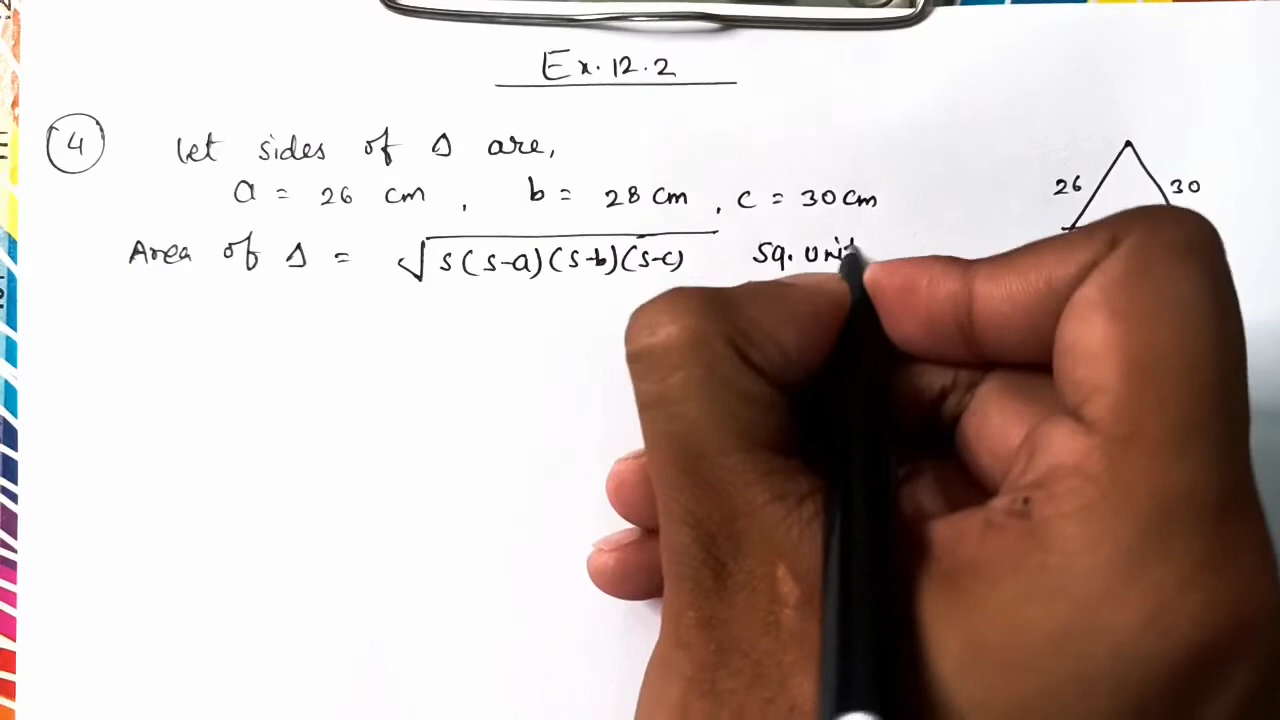 Ex. 12.2
4 Let sides of Δ are,
a = 26 cm, b = 28 cm, c = 30 cm
26 30
Area of Δ = √s(s-a)(s-b)(s-c) sq. unit